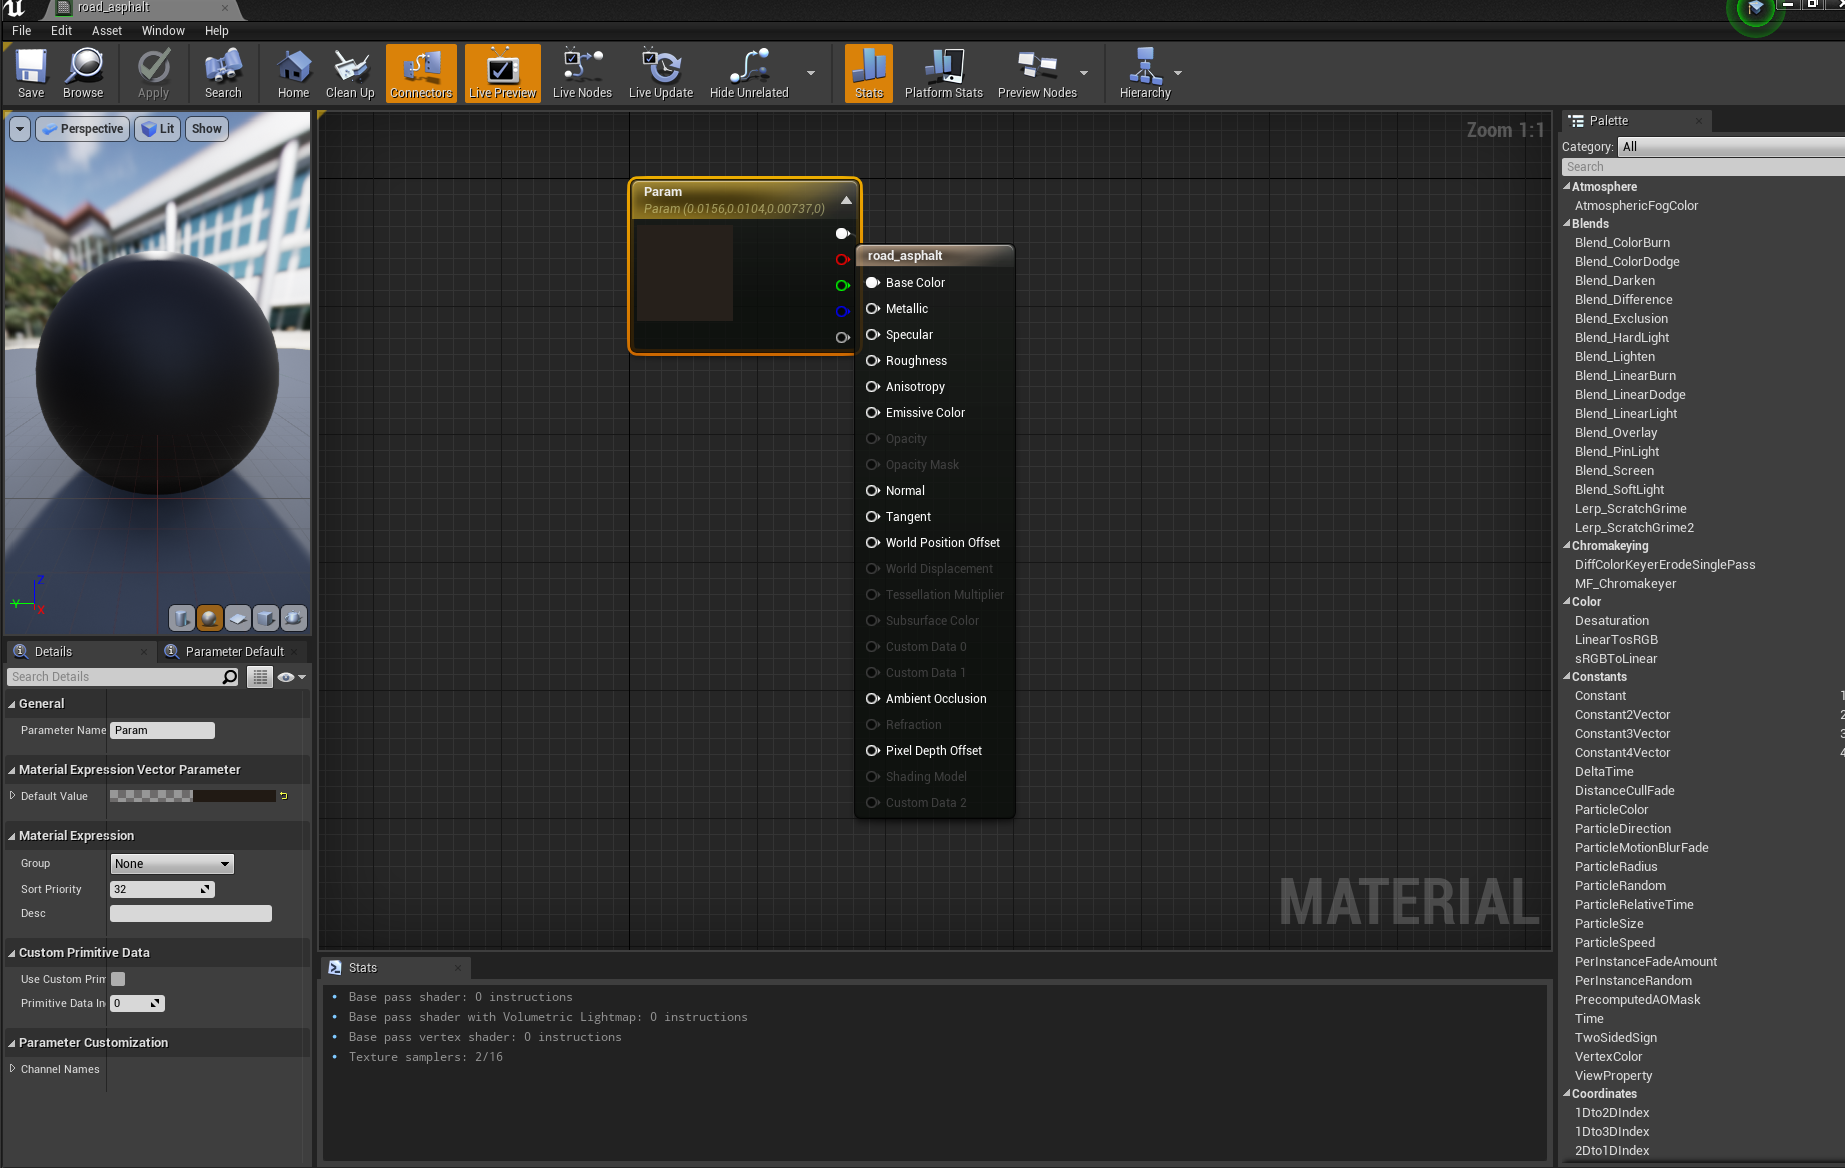 road_asphalt
File
Edit
Asset
Window
Help
Save
Browse
Apply
Search
Home
Clean Up
Connectors
Live Preview
Live Nodes
Live Update
Hide Unrelated
Stats
Platform Stats
Preview Nodes
Hierarchy
Perspective
Lit
Show
Z
Y
X
Details
Parameter Default
Search Details
General
Parameter Name
Param
Material Expression Vector Parameter
Default Value
Material Expression
Group
None
Sort Priority
32
Desc
Custom Primitive Data
Use Custom Prim
Primitive Data In
0
Parameter Customization
Channel Names
Zoom 1:1
Param
Param (0.0156,0.0104,0.00737,0)
road_asphalt
Base Color
Metallic
Specular
Roughness
Anisotropy
Emissive Color
Opacity
Opacity Mask
Normal
Tangent
World Position Offset
World Displacement
Tessellation Multiplier
Subsurface Color
Custom Data 0
Custom Data 1
Ambient Occlusion
Refraction
Pixel Depth Offset
Shading Model
Custom Data 2
MATERIAL
Stats
Base pass shader: 0 instructions
Base pass shader with Volumetric Lightmap: 0 instructions
Base pass vertex shader: 0 instructions
Texture samplers: 2/16
Palette
Category: All
Search
Atmosphere
AtmosphericFogColor
Blends
Blend_ColorBurn
Blend_ColorDodge
Blend_Darken
Blend_Difference
Blend_Exclusion
Blend_HardLight
Blend_Lighten
Blend_LinearBurn
Blend_LinearDodge
Blend_LinearLight
Blend_Overlay
Blend_PinLight
Blend_Screen
Blend_SoftLight
Lerp_ScratchGrime
Lerp_ScratchGrime2
Chromakeying
DiffColorKeyerErodeSinglePass
MF_Chromakeyer
Color
Desaturation
LinearTosRGB
sRGBToLinear
Constants
Constant 1
Constant2Vector 2
Constant3Vector 3
Constant4Vector 4
DeltaTime
DistanceCullFade
ParticleColor
ParticleDirection
ParticleMotionBlurFade
ParticleRadius
ParticleRandom
ParticleRelativeTime
ParticleSize
ParticleSpeed
PerInstanceFadeAmount
PerInstanceRandom
PrecomputedAOMask
Time
TwoSidedSign
VertexColor
ViewProperty
Coordinates
1Dto2DIndex
1Dto3DIndex
2Dto1DIndex